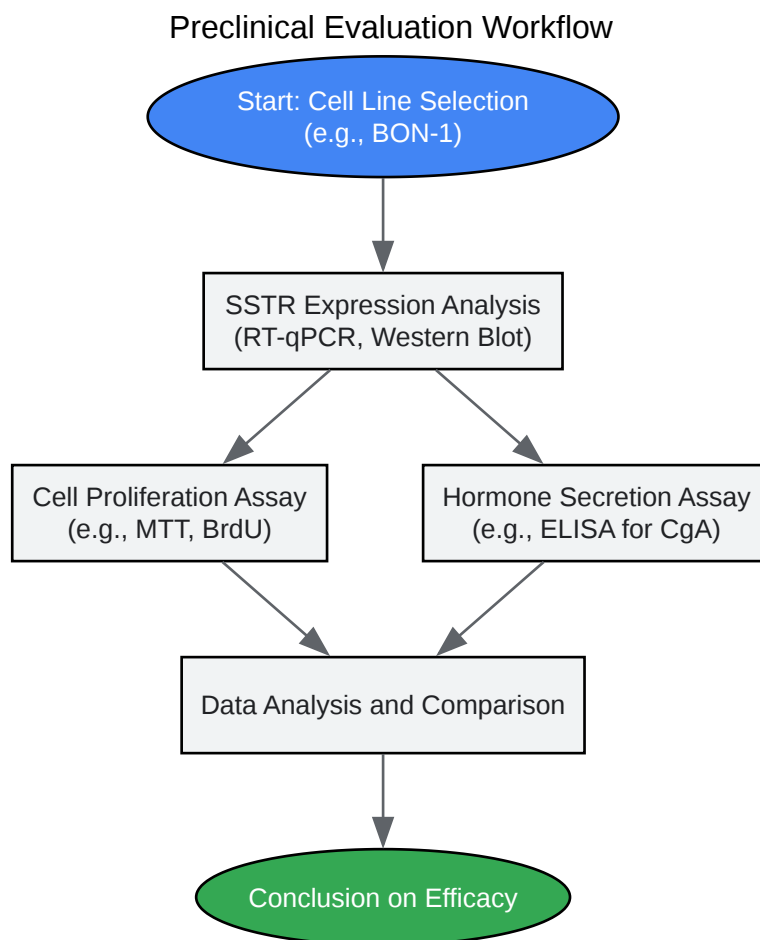 Preclinical Evaluation Workflow
Start: Cell Line Selection
(e.g., BON-1)
SSTR Expression Analysis
(RT-qPCR, Western Blot)
Cell Proliferation Assay
(e.g., MTT, BrdU)
Hormone Secretion Assay
(e.g., ELISA for CgA)
Data Analysis and Comparison
Conclusion on Efficacy